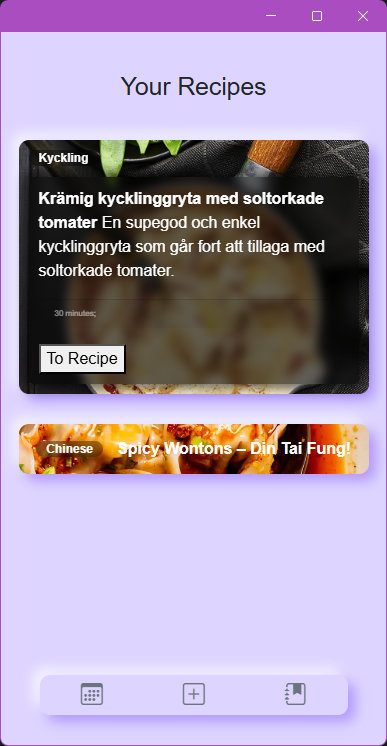 Your Recipes
Kyckling
Krämig kycklinggryta med soltorkade
tomater En supegod och enkel
kycklinggryta som går fort att tillaga med
soltorkade tomater.
30 minutes;
To Recipe
Chinese
Spicy Wontons – Din Tai Fung!